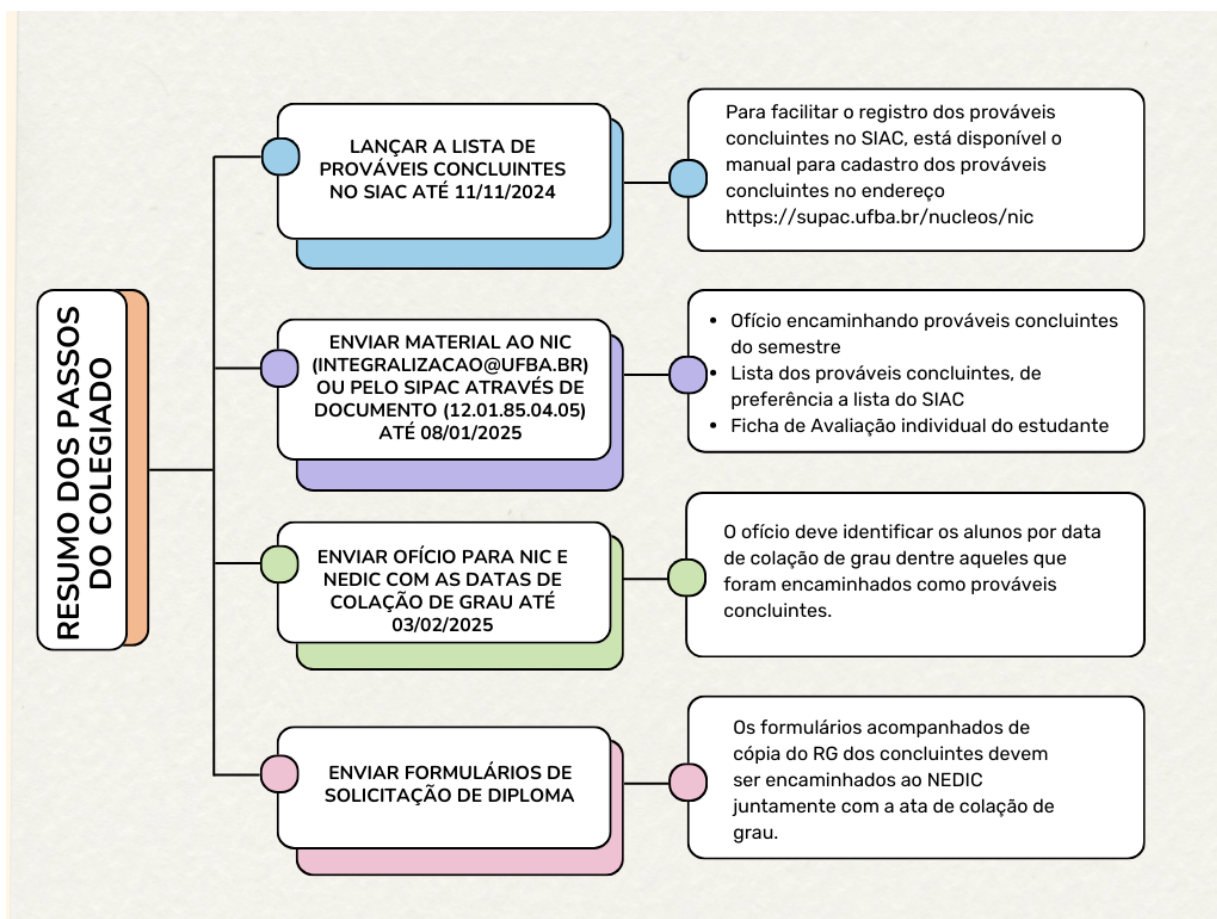 RESUMO DOS PASSOS
DO COLEGIADO
LANÇAR A LISTA DE
PROVÁVEIS CONCLUINTES
NO SIAC ATÉ 11/11/2024
Para facilitar o registro dos prováveis
concluintes no SIAC, está disponível o
manual para cadastro dos prováveis
concluintes no endereço
https://supac.ufba.br/nucleos/nic
ENVIAR MATERIAL AO NIC
(INTEGRALIZACAO@UFBA.BR)
OU PELO SIPAC ATRAVÉS DE
DOCUMENTO (12.01.85.04.05)
ATÉ 08/01/2025
• Ofício encaminhando prováveis concluintes
do semestre
• Lista dos prováveis concluintes, de
preferência a lista do SIAC
• Ficha de Avaliação individual do estudante
ENVIAR OFÍCIO PARA NIC E
NEDIC COM AS DATAS DE
COLAÇÃO DE GRAU ATÉ
03/02/2025
O ofício deve identificar os alunos por data
de colação de grau dentre aqueles que
foram encaminhados como prováveis
concluintes.
ENVIAR FORMULÁRIOS DE
SOLICITAÇÃO DE DIPLOMA
Os formulários acompanhados de
cópia do RG dos concluintes devem
ser encaminhados ao NEDIC
juntamente com a ata de colação de
grau.